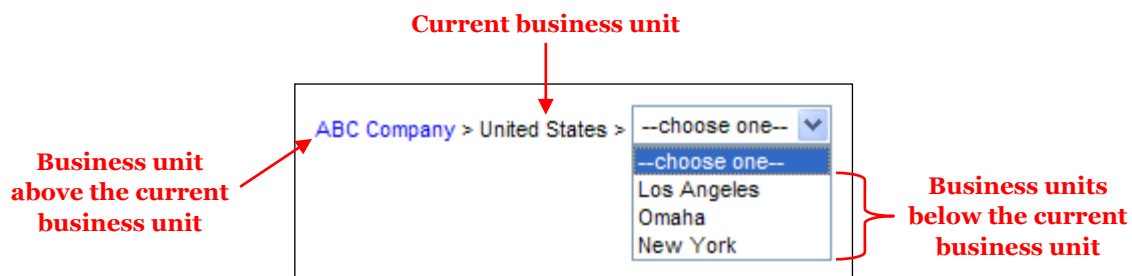 Current business unit
ABC Company > United States > --choose one--
--choose one--
Los Angeles
Omaha
New York
Business unit
above the current
business unit
Business units
below the current
business unit